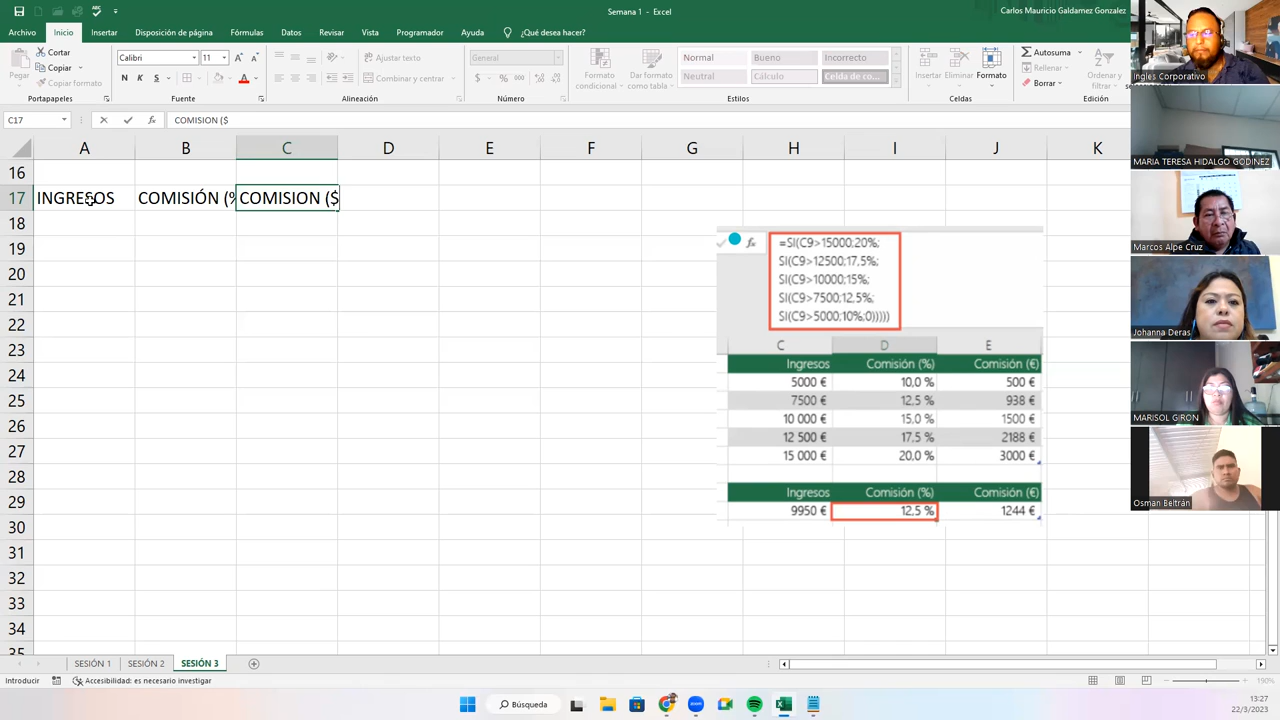 Semana 1 - Excel
Carlos Mauricio Galdamez Gonzalez
Archivo Inicio Insertar Disposición de página Fórmulas Datos Revisar Vista Programador Ayuda ¿Qué desea hacer?
Pegar
Cortar
Copiar
Copiar formato
Portapapeles
Calibri 11
N K S
Fuente
Ajustar texto
Combinar y centrar
Alineación
General
Número
Formato condicional
Dar formato como tabla
Normal Bueno Incorrecto
Neutral Cálculo Celda de co...
Estilos
Insertar Eliminar Formato
Celdas
Autosuma
Rellenar
Borrar
Ordenar y
Edición
C17 fx COMISION ($
A B C D E F G H I J K
16
17 INGRESOS COMISIÓN (% COMISION ($
18
19
20
21
22
23
24
25
26
27
28
29
30
31
32
33
34
35
fx =SI(C9>15000;20%;
SI(C9>12500;17,5%;
SI(C9>10000;15%;
SI(C9>7500;12,5%;
SI(C9>5000;10%;0)))))
C D E
Ingresos Comisión (%) Comisión (€)
5000 € 10,0 % 500 €
7500 € 12,5 % 938 €
10 000 € 15,0 % 1500 €
12 500 € 17,5 % 2188 €
15 000 € 20,0 % 3000 €
Ingresos Comisión (%) Comisión (€)
9950 € 12,5 % 1244 €
Ingles Corporativo
MARIA TERESA HIDALGO GODINEZ
Marcos Alpe Cruz
Johanna Deras
MARISOL GIRON
Osman Beltrán
SESIÓN 1 SESIÓN 2 SESIÓN 3
Introducir Accesibilidad: es necesario investigar
190%
Búsqueda
13:27
22/3/2023